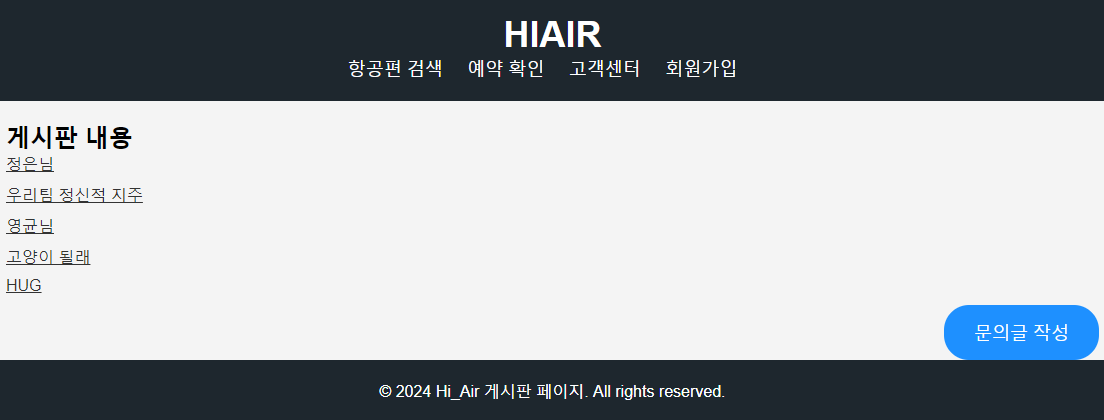 HIAIR
항공편 검색 예약 확인 고객센터 회원가입
게시판 내용
정은님
우리팀 정신적 지주
영균님
고양이 될래
HUG
문의글 작성
© 2024 Hi_Air 게시판 페이지. All rights reserved.